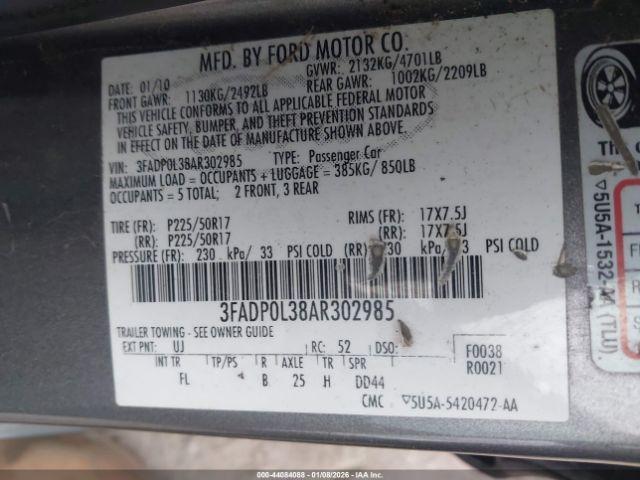 MFD. BY FORD MOTOR CO.
DATE: 01/10 GVWR: 2132KG/4701LB
FRONT GAWR: 1130KG/2492LB REAR GAWR: 1002KG/2209LB
THIS VEHICLE CONFORMS TO ALL APPLICABLE FEDERAL MOTOR
VEHICLE SAFETY, BUMPER, AND THEFT PREVENTION STANDARDS
IN EFFECT ON THE DATE OF MANUFACTURE SHOWN ABOVE.
VIN: 3FADP0L38AR302985 TYPE: Passenger Car
MAXIMUM LOAD = OCCUPANTS + LUGGAGE = 385KG/ 850LB
OCCUPANTS = 5 TOTAL; 2 FRONT, 3 REAR
TIRE (FR): P225/50R17 RIMS (FR): 17X7.5J
(RR): P225/50R17 (RR): 17X7.5J
PRESSURE (FR): 230 kPa/ 33 PSI COLD (RR): 230 kPa/ PSI COLD
3FADP0L38AR302985
TRAILER TOWING - SEE OWNER GUIDE
EXT PNT: UJ RC: 52 DSO: F0038
R0021
INT TR TP/PS R AXLE TR SPR
FL B 25 H DD44
CMC 5U5A-5420472-AA
5U5A-1532 (TLU)
000-44084088 - 01/08/2026 - IAA, INC.